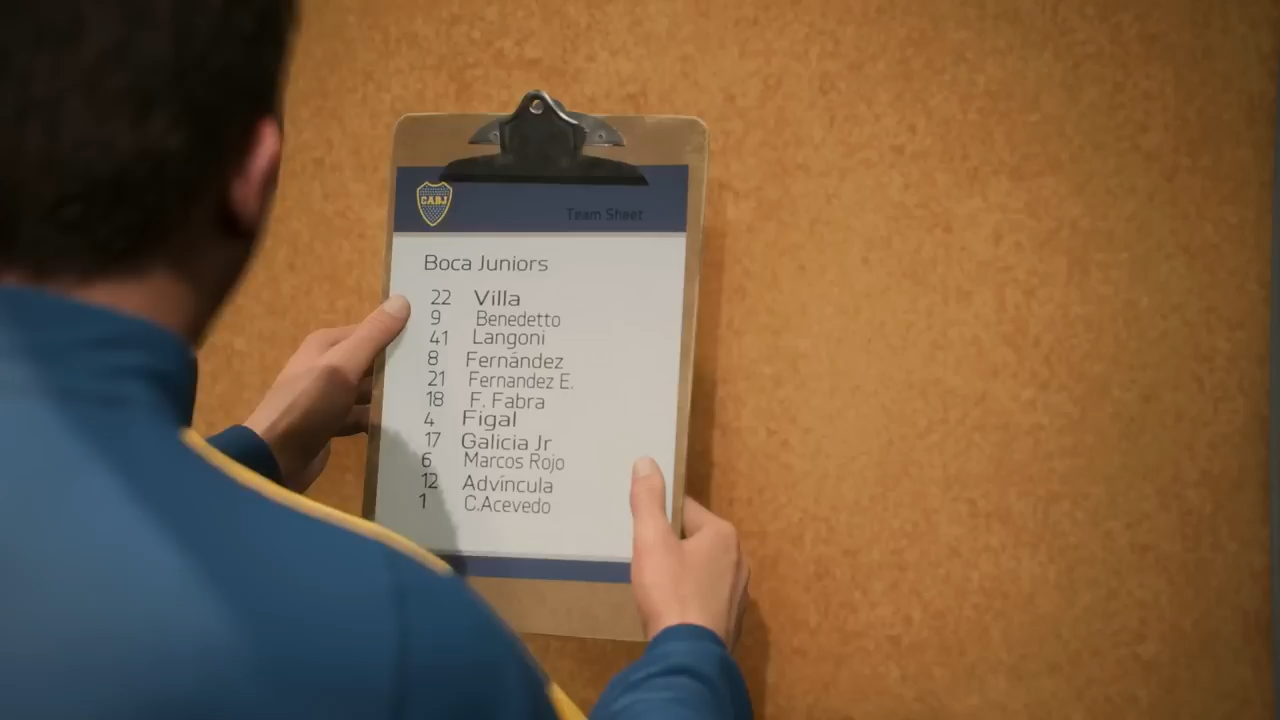 CABJ
Team Sheet
Boca Juniors
22 Villa
9 Benedetto
41 Langoni
8 Fernández
21 Fernandez E.
18 F. Fabra
4 Figal
17 Galicia Jr
6 Marcos Rojo
12 Advíncula
1 C.Acevedo